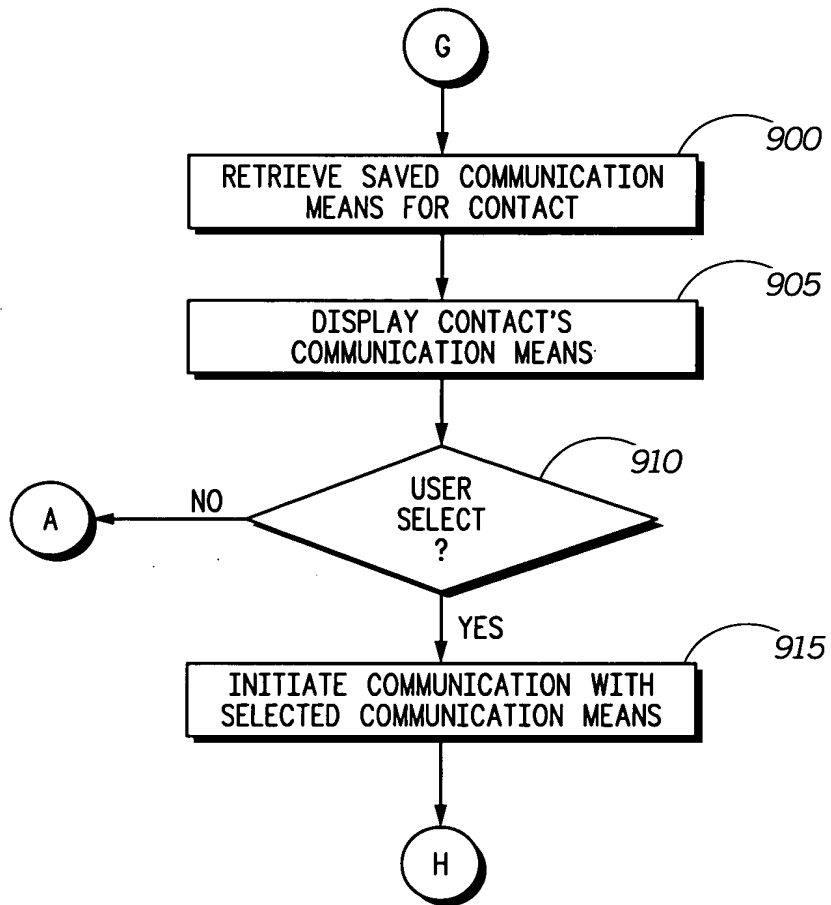 G
900
RETRIEVE SAVED COMMUNICATION
MEANS FOR CONTACT
905
DISPLAY CONTACT'S
COMMUNICATION MEANS
910
USER
SELECT
?
NO
A
YES
915
INITIATE COMMUNICATION WITH
SELECTED COMMUNICATION MEANS
H